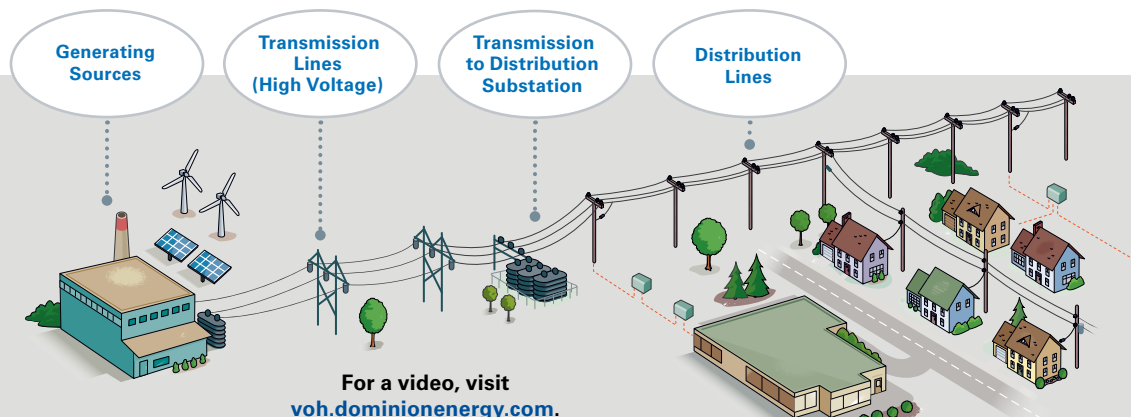 Generating
Sources
Transmission
Lines
(High Voltage)
Transmission
to Distribution
Substation
Distribution
Lines
For a video, visit
voh.dominionenergy.com.